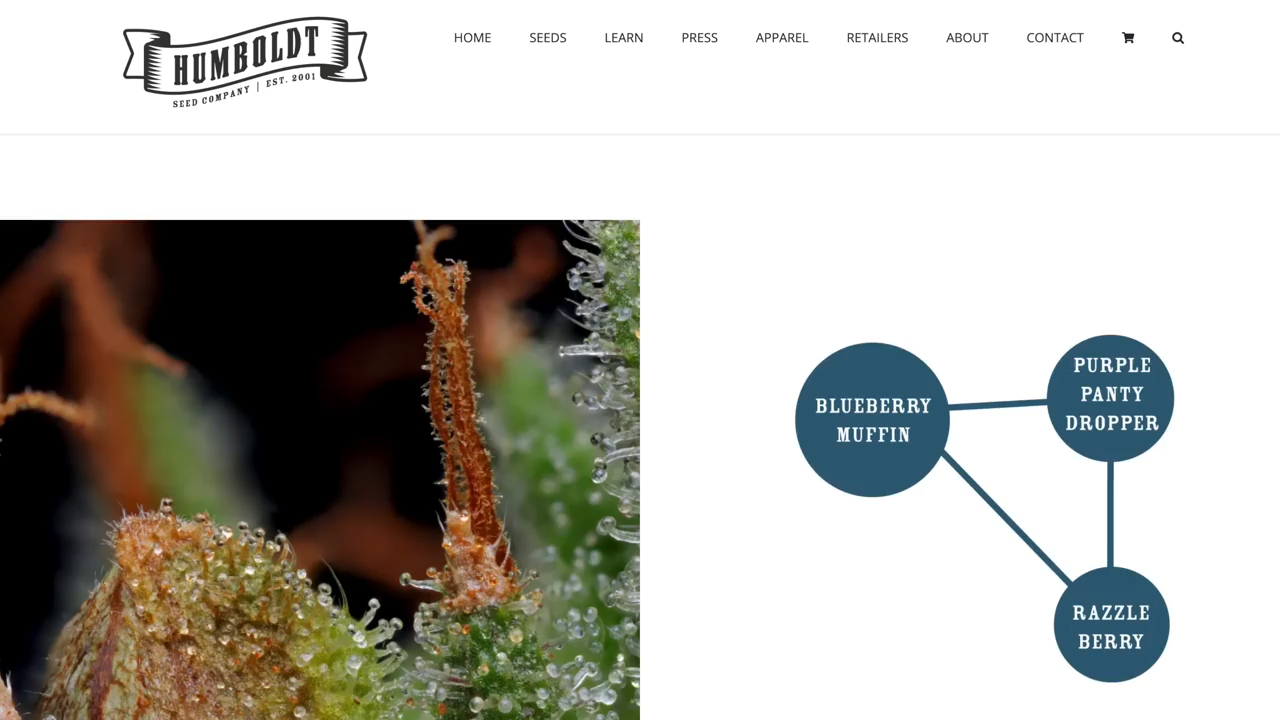 HUMBOLDT
SEED COMPANY | EST. 2001
HOME SEEDS LEARN PRESS APPAREL RETAILERS ABOUT CONTACT
BLUEBERRY
MUFFIN
PURPLE
PANTY
DROPPER
RAZZLE
BERRY